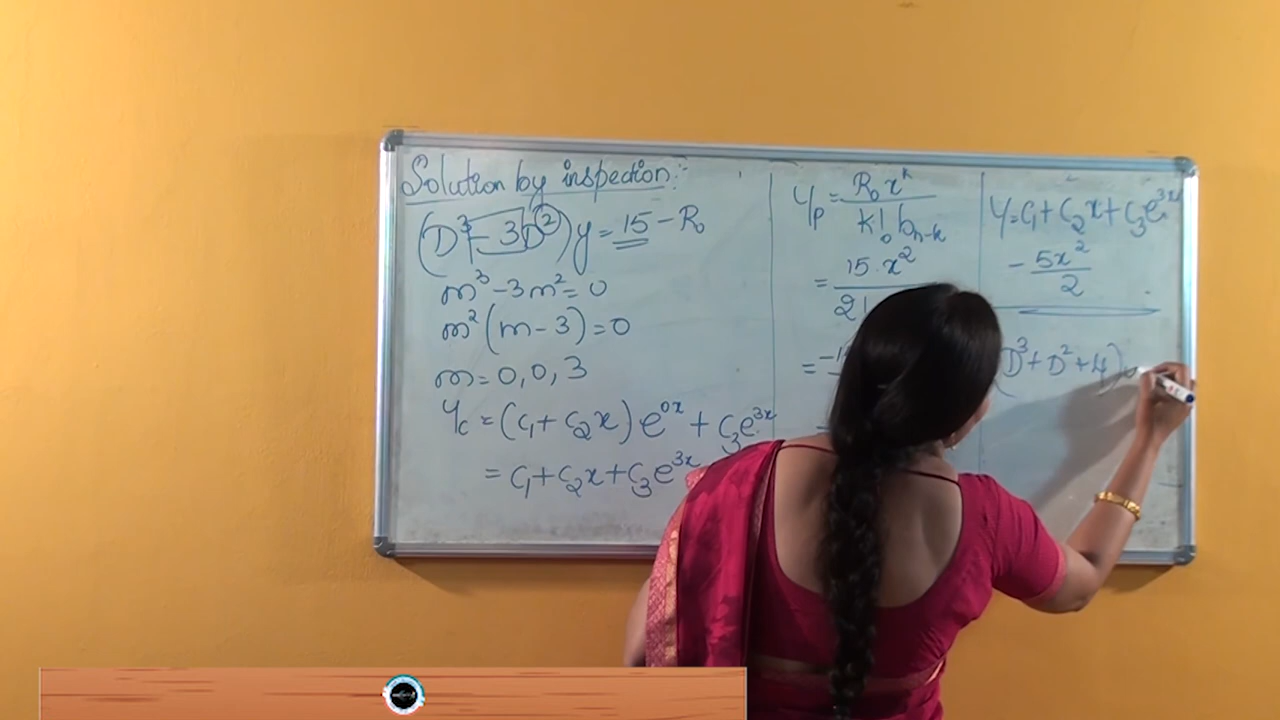 Solution by inspection:-
(D³ - 3D²)y = 15 - R₀
m³ - 3m² = 0
m²(m - 3) = 0
m = 0, 0, 3
y_c = (c₁ + c₂x) e^{0x} + c₃e^{3x}
= c₁ + c₂x + c₃e^{3x}
y_p = R₀ x^k / k! b_{n-k}
= 15·x² / 2!
y = c₁ + c₂x + c₃e^{3x}
- 5x² / 2
(D³ + D² + 4)